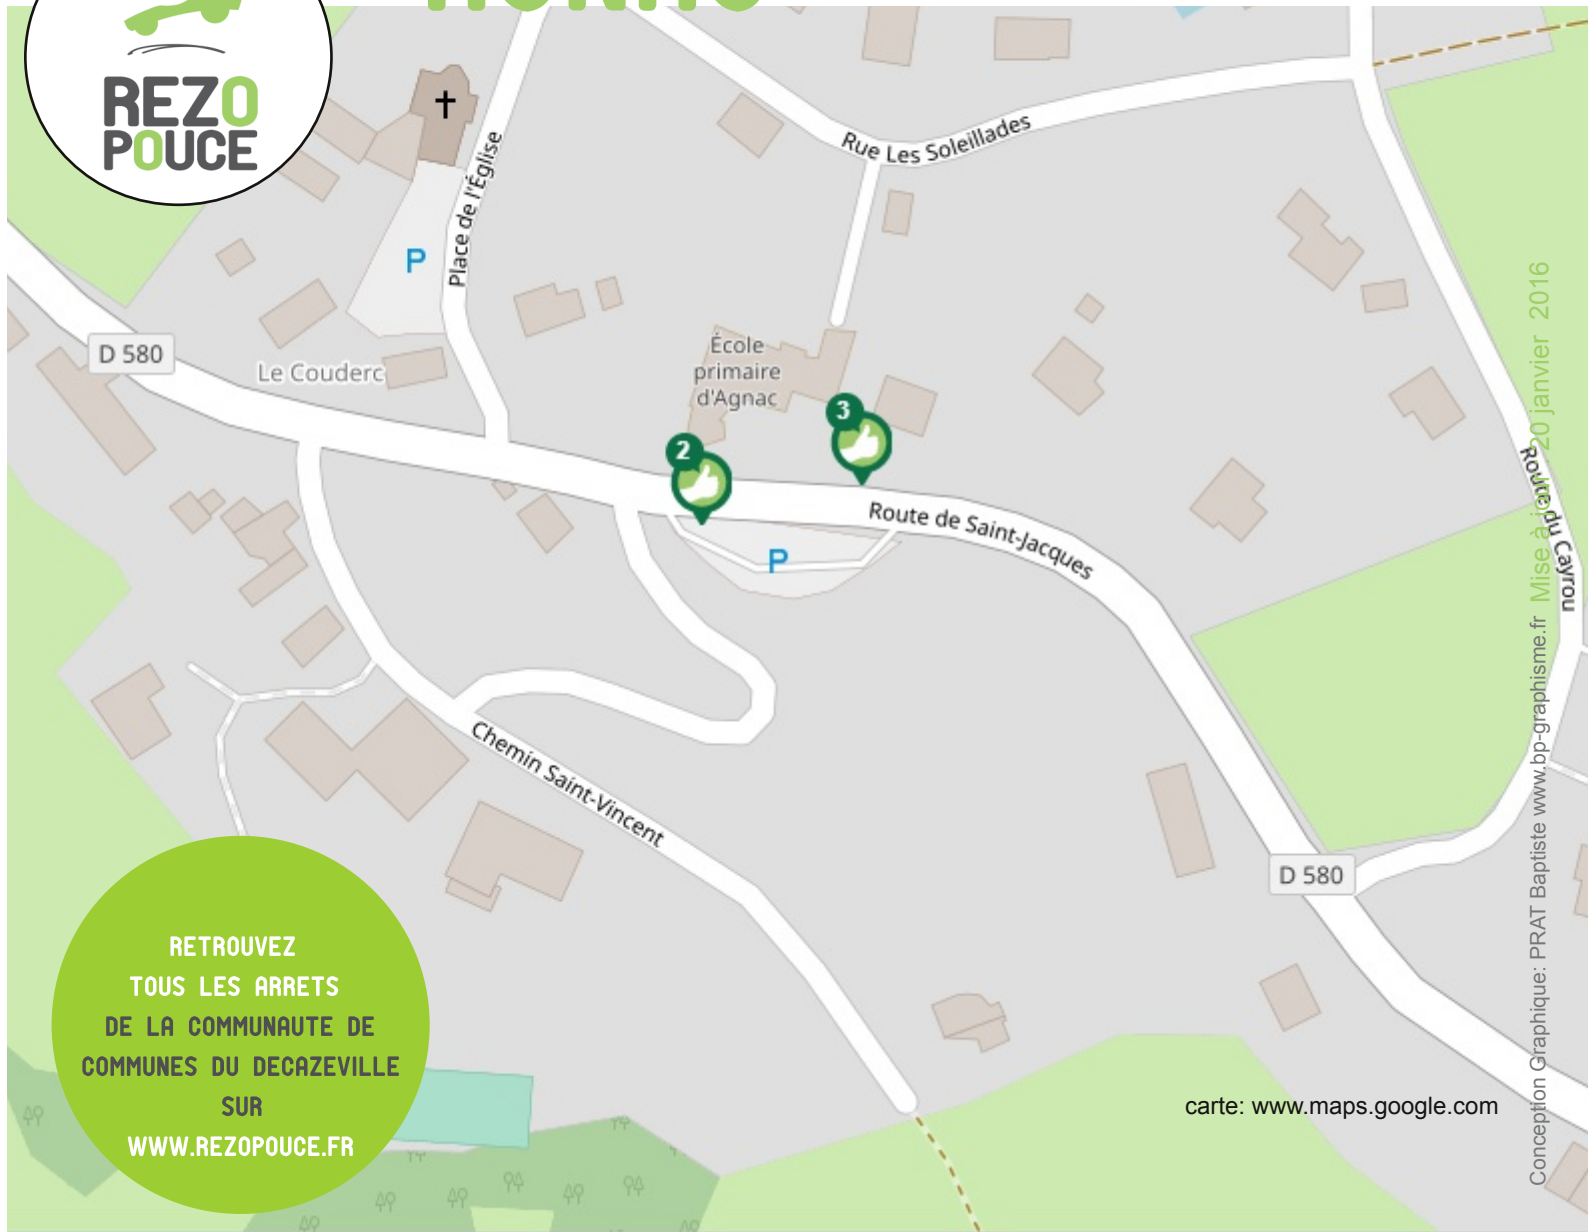 REZO
POUCE
Place de l'Église
P
Rue Les Soleillades
D 580
Le Couderc
École
primaire
d'Agnac
3
2
Route de Saint-Jacques
P
Route du Cayrou
Chemin Saint-Vincent
D 580
RETROUVEZ
TOUS LES ARRETS
DE LA COMMUNAUTE DE
COMMUNES DU DECAZEVILLE
SUR
WWW.REZOPOUCE.FR
carte: www.maps.google.com
Conception Graphique: PRAT Baptiste www.bp-graphisme.fr Mise à jour 20 janvier 2016